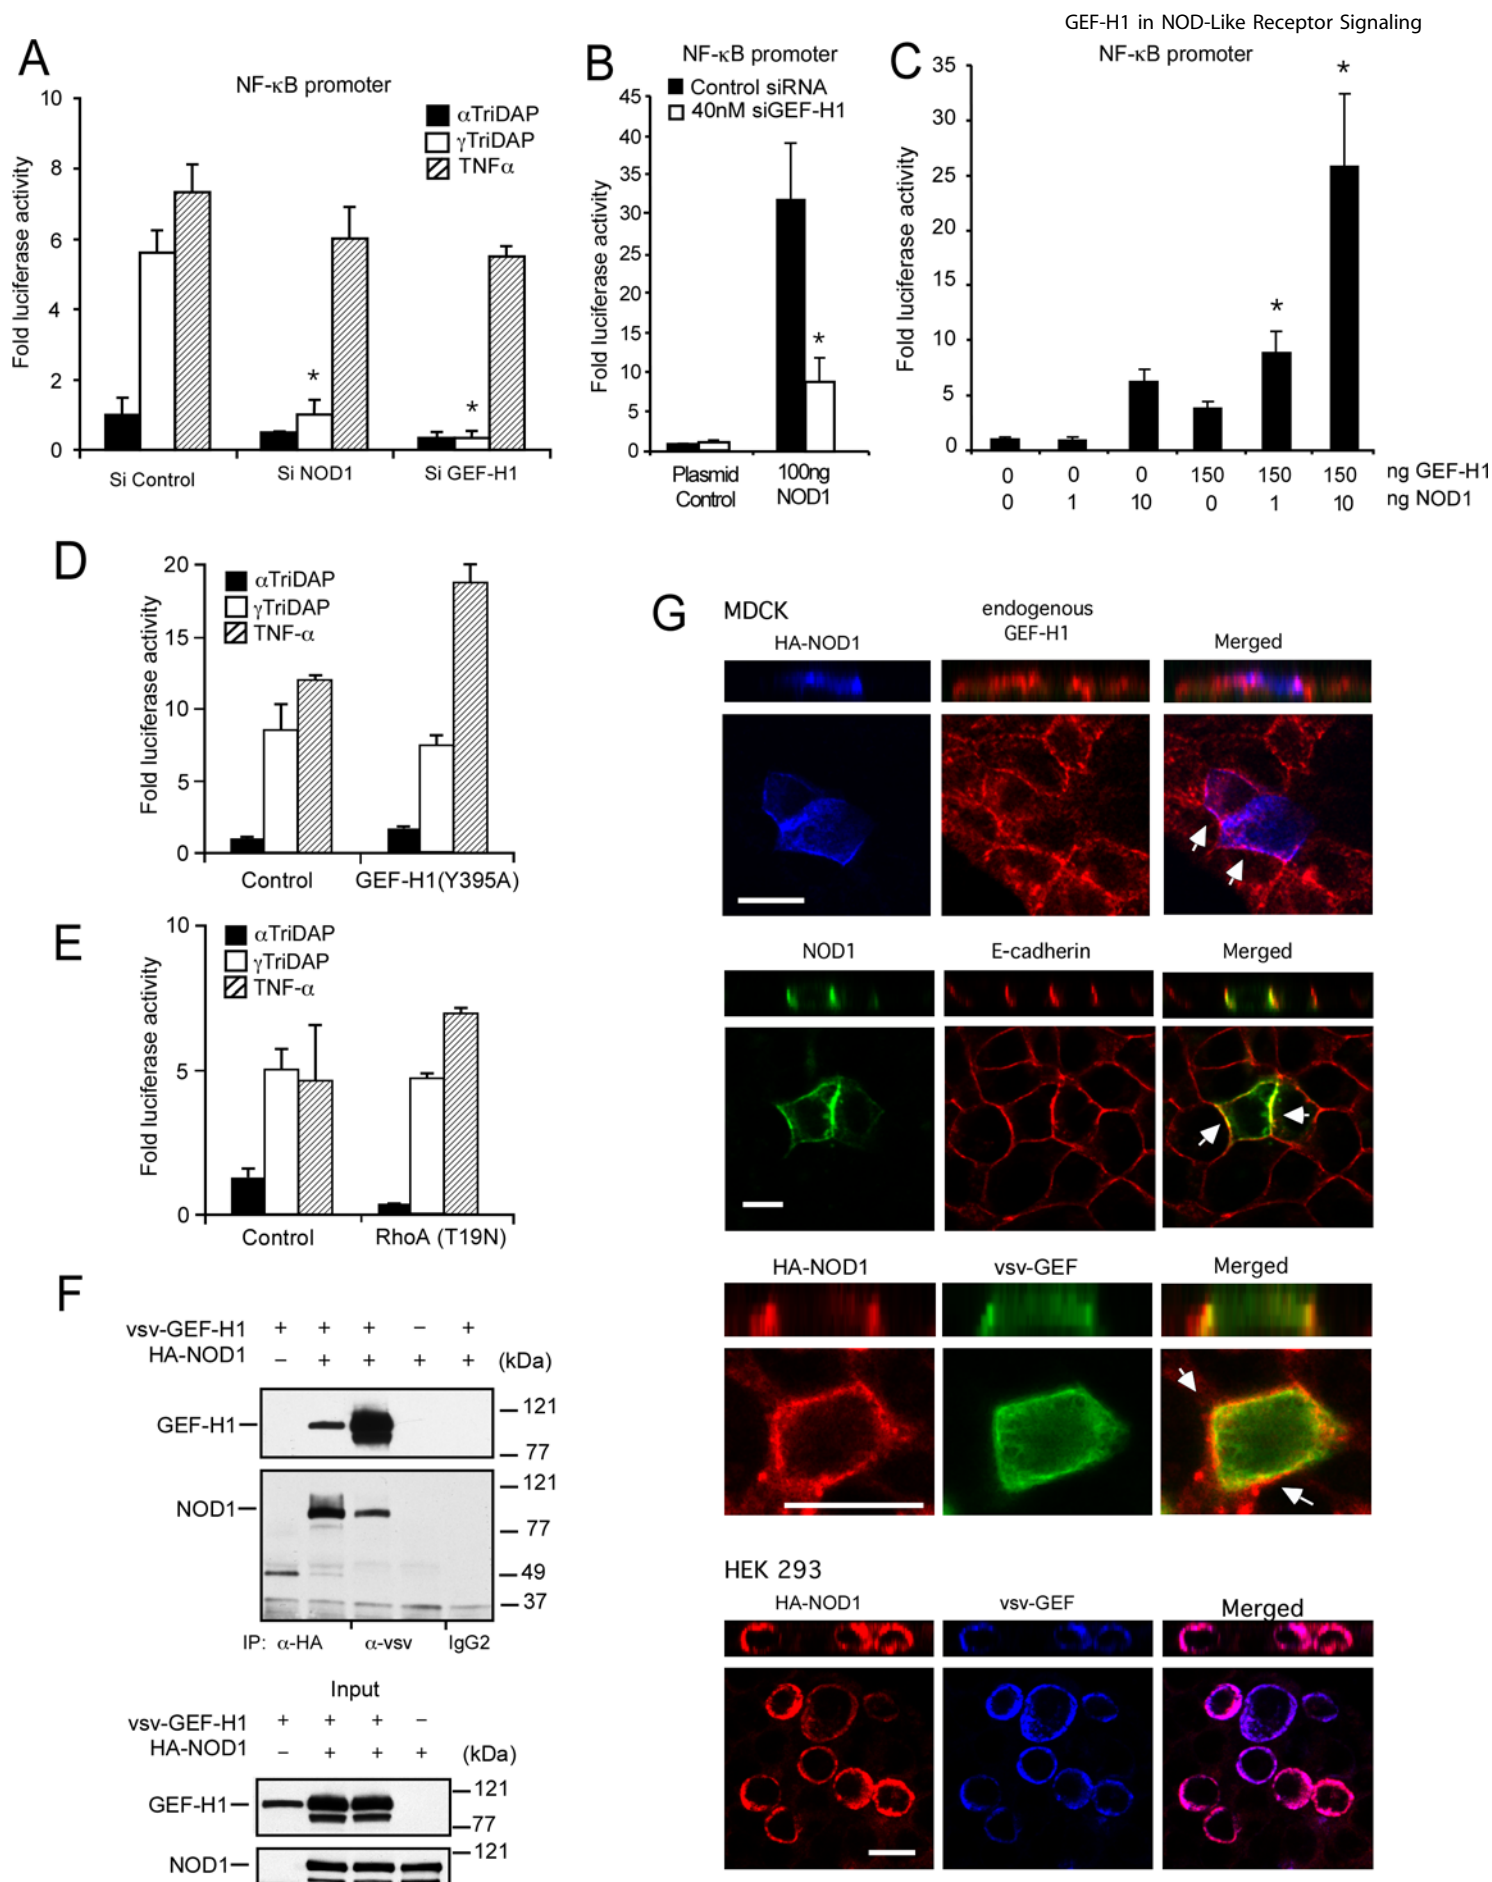 GEF-H1 in NOD-Like Receptor Signaling
A
NF-κB promoter
αTriDAP
γTriDAP
TNFα
Fold luciferase activity
10
8
6
4
2
0
*
*
Si Control
Si NOD1
Si GEF-H1
B
NF-κB promoter
Control siRNA
40nM siGEF-H1
Fold luciferase activity
45
40
35
30
25
20
15
10
5
0
*
Plasmid
Control
100ng
NOD1
C
NF-κB promoter
Fold luciferase activity
35
30
25
20
15
10
5
0
*
*
0 0 0 150 150 150 ng GEF-H1
0 1 10 0 1 10 ng NOD1
D
αTriDAP
γTriDAP
TNF-α
Fold luciferase activity
20
15
10
5
0
Control
GEF-H1(Y395A)
E
αTriDAP
γTriDAP
TNF-α
Fold luciferase activity
10
5
0
Control
RhoA (T19N)
F
vsv-GEF-H1 + + + – +
HA-NOD1 – + + + + (kDa)
GEF-H1
121
77
NOD1
121
77
49
37
IP: α-HA α-vsv IgG2
Input
vsv-GEF-H1 + + + –
HA-NOD1 – + + + (kDa)
GEF-H1
121
77
NOD1
121
G
MDCK
HA-NOD1
endogenous
GEF-H1
Merged
NOD1
E-cadherin
Merged
HA-NOD1
vsv-GEF
Merged
HEK 293
HA-NOD1
vsv-GEF
Merged